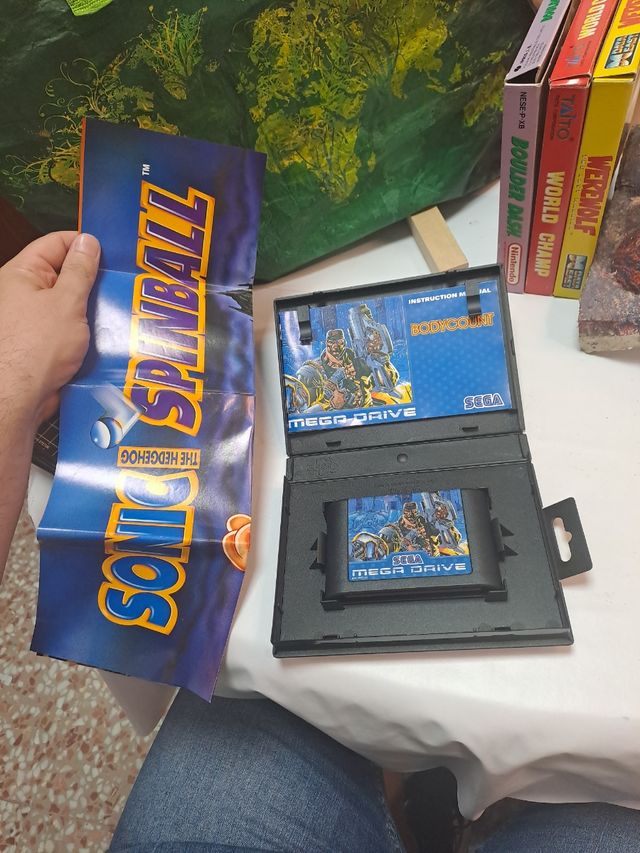 SONIC
THE HEDGEHOG
SPINBALL
TM
INSTRUCTION MANUAL
BODYCOUNT
SEGA
MEGA DRIVE
SEGA
MEGA DRIVE
NESE-P-XB
BOULDER DASH
Nintendo
TAITO
WORLD CHAMP
WEREWOLF